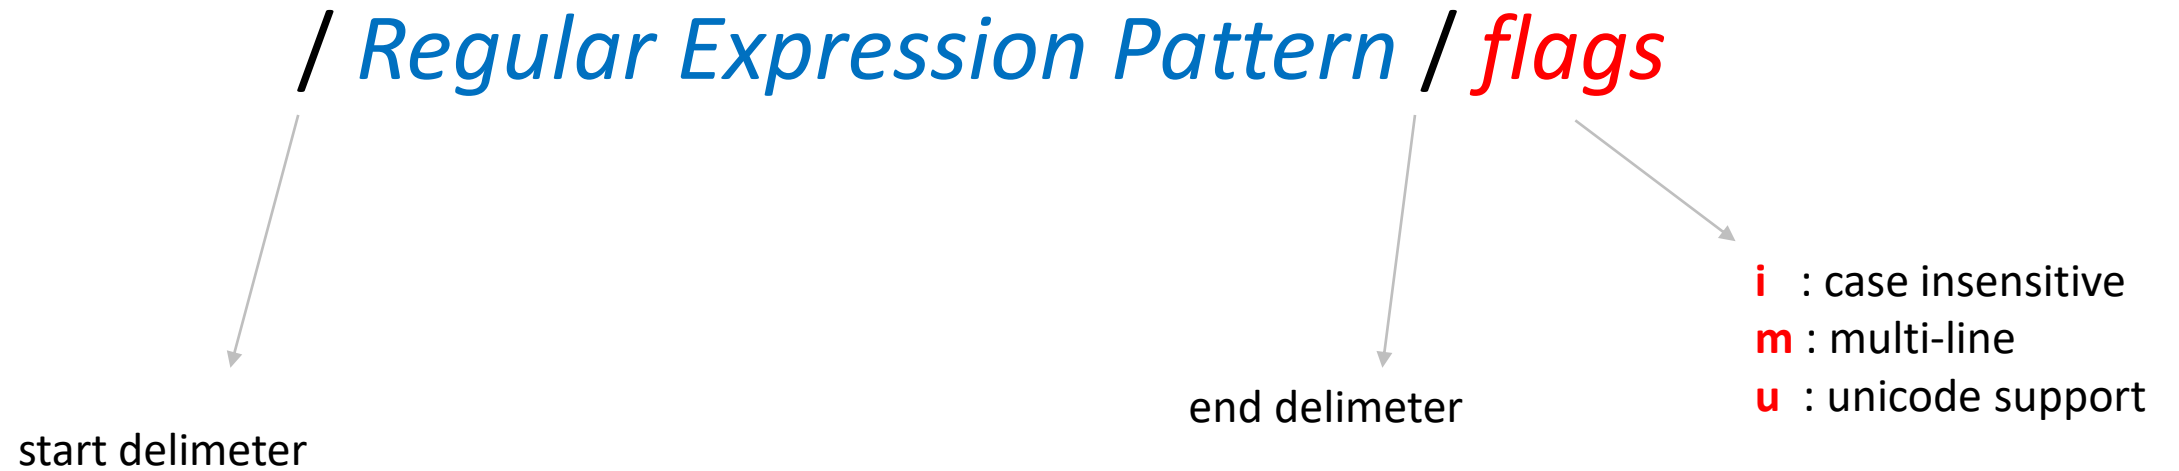 / Regular Expression Pattern / flags
i : case insensitive
m : multi-line
u : unicode support
end delimeter
start delimeter